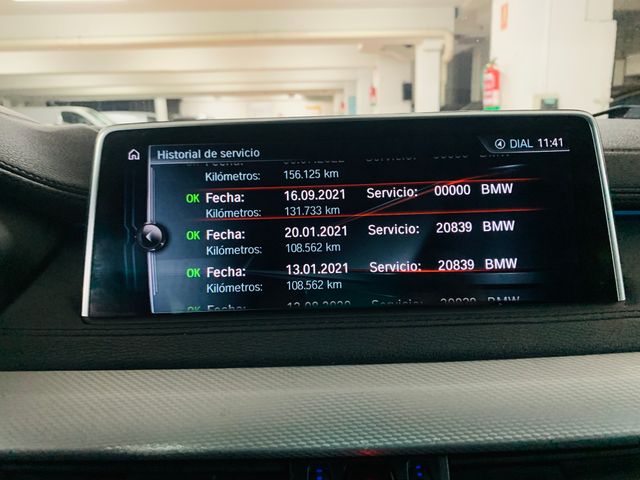 Historial de servicio
DIAL 11:41
Kilómetros: 156.125 km
OK Fecha: 16.09.2021 Servicio: 00000 BMW
Kilómetros: 131.733 km
OK Fecha: 20.01.2021 Servicio: 20839 BMW
Kilómetros: 108.562 km
OK Fecha: 13.01.2021 Servicio: 20839 BMW
Kilómetros: 108.562 km